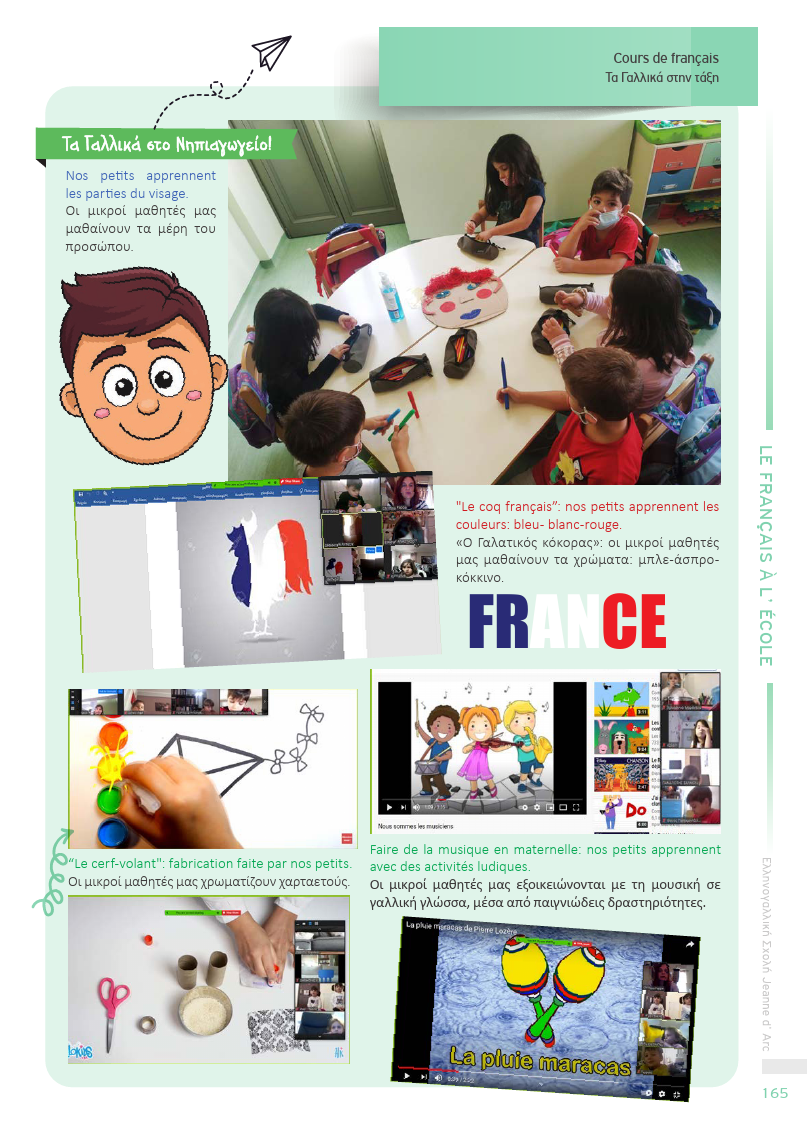 Cours de français
Τα Γαλλικά στην τάξη
Τα Γαλλικά στο Νηπιαγωγείο!
Nos petits apprennent
les parties du visage.
Οι μικροί μαθητές μας
μαθαίνουν τα μέρη του
προσώπου.
"Le coq français”: nos petits apprennent les
couleurs: bleu- blanc-rouge.
«Ο Γαλατικός κόκορας»: οι μικροί μαθητές
μας μαθαίνουν τα χρώματα: μπλε-άσπρο-
κόκκινο.
FRANCE
LE FRANÇAIS À L' ÉCOLE
Nous sommes les musiciens
“Le cerf-volant": fabrication faite par nos petits.
Οι μικροί μαθητές μας χρωματίζουν χαρταετούς.
Faire de la musique en maternelle: nos petits apprennent
avec des activités ludiques.
Οι μικροί μαθητές μας εξοικειώνονται με τη μουσική σε
γαλλική γλώσσα, μέσα από παιγνιώδεις δραστηριότητες.
La pluie maracas de Pierre Lozère
La pluie maracas
Ελληνογαλλική Σχολή Jeanne d' Arc
165